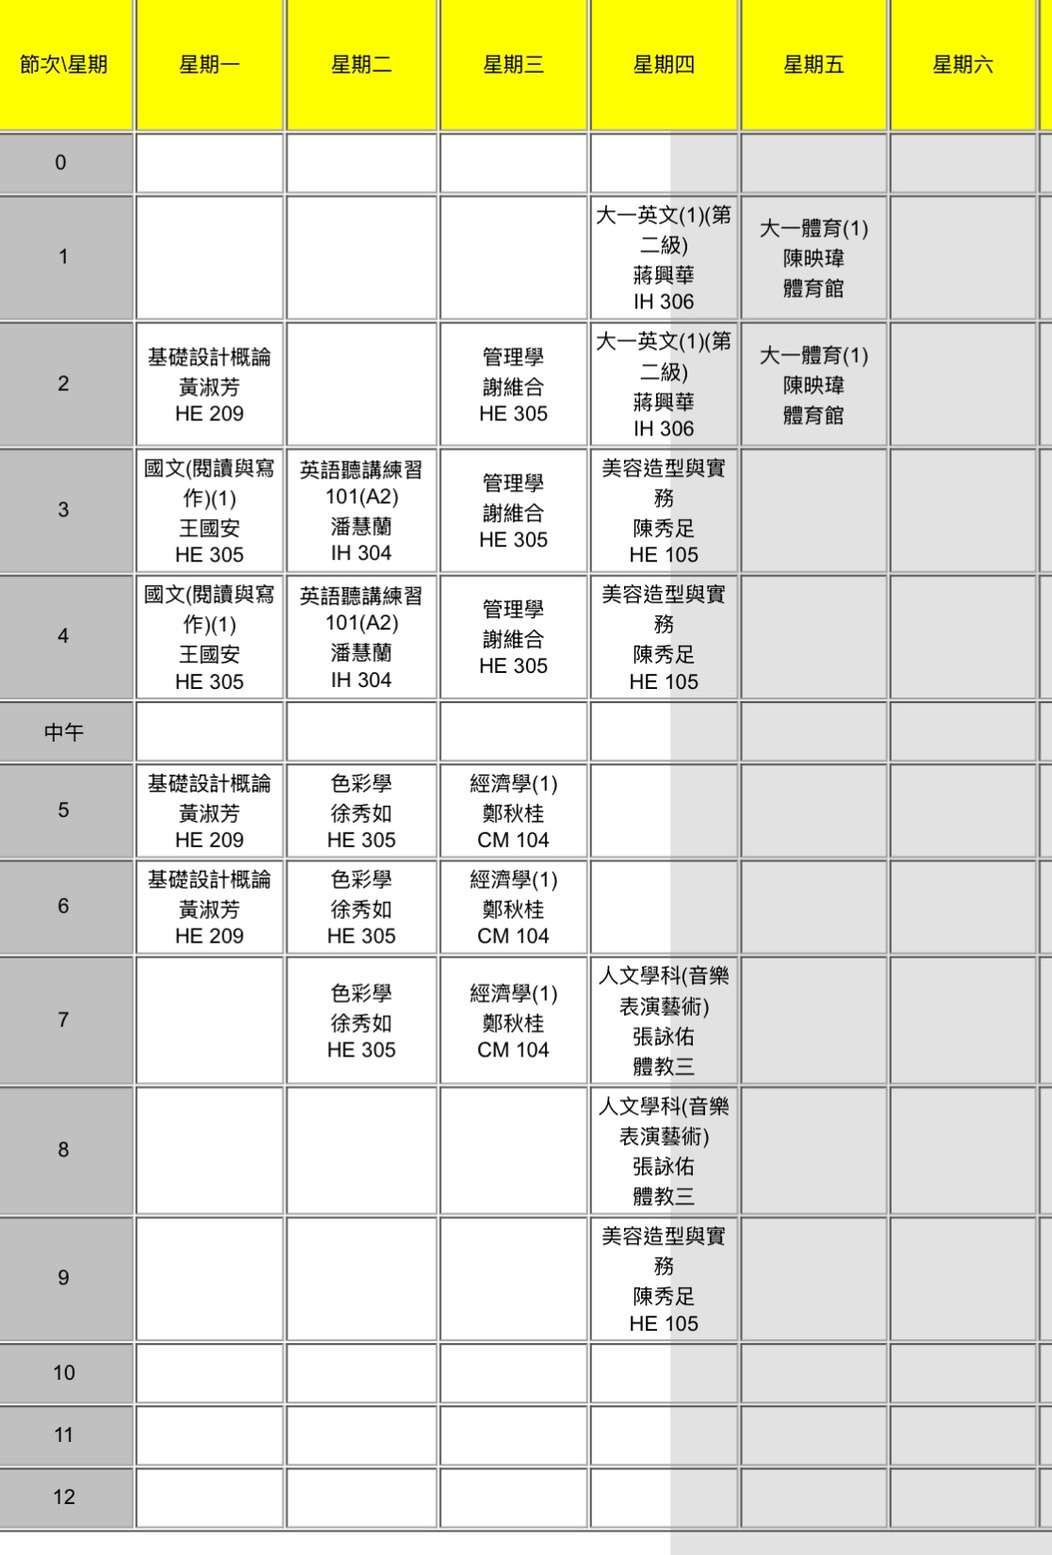 節次\星期 星期一 星期二 星期三 星期四 星期五 星期六
0
1
大一英文(1)(第
二級)
蔣興華
IH 306
大一體育(1)
陳映瑋
體育館
2
基礎設計概論
黃淑芳
HE 209
管理學
謝維合
HE 305
大一英文(1)(第
二級)
蔣興華
IH 306
大一體育(1)
陳映瑋
體育館
3
國文(閱讀與寫
作)(1)
王國安
HE 305
英語聽講練習
101(A2)
潘慧蘭
IH 304
管理學
謝維合
HE 305
美容造型與實
務
陳秀足
HE 105
4
國文(閱讀與寫
作)(1)
王國安
HE 305
英語聽講練習
101(A2)
潘慧蘭
IH 304
管理學
謝維合
HE 305
美容造型與實
務
陳秀足
HE 105
中午
5
基礎設計概論
黃淑芳
HE 209
色彩學
徐秀如
HE 305
經濟學(1)
鄭秋桂
CM 104
6
基礎設計概論
黃淑芳
HE 209
色彩學
徐秀如
HE 305
經濟學(1)
鄭秋桂
CM 104
7
色彩學
徐秀如
HE 305
經濟學(1)
鄭秋桂
CM 104
人文學科(音樂
表演藝術)
張詠佑
體教三
8
人文學科(音樂
表演藝術)
張詠佑
體教三
9
美容造型與實
務
陳秀足
HE 105
10
11
12